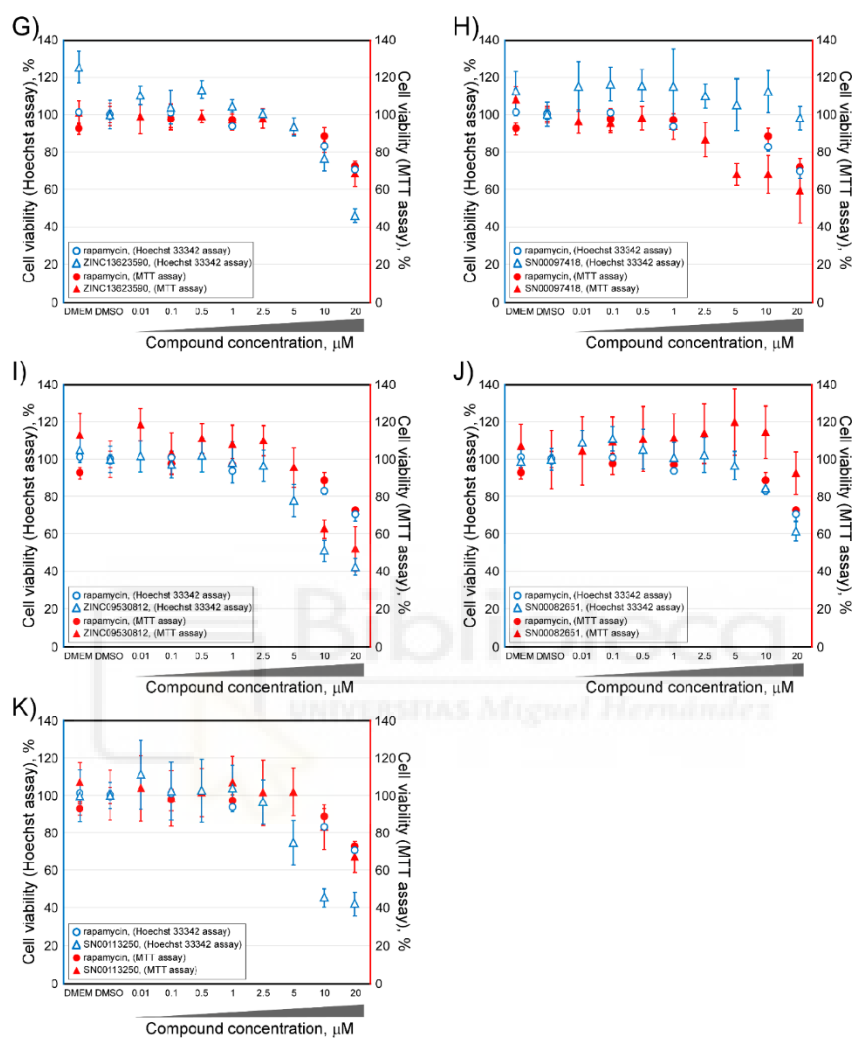 G)
Cell viability (Hoechst assay), %
140
120
100
80
60
40
20
0
rapamycin, (Hoechst 33342 assay)
ZINC13623590, (Hoechst 33342 assay)
rapamycin, (MTT assay)
ZINC13623590, (MTT assay)
DMEM DMSO 0.01 0.1 0.5 1 2.5 5 10 20
Compound concentration, μM
140
120
100
80
60
40
20
0
Cell viability (MTT assay), %
H)
Cell viability (Hoechst assay), %
140
120
100
80
60
40
20
0
rapamycin, (Hoechst 33342 assay)
SN00097418, (Hoechst 33342 assay)
rapamycin, (MTT assay)
SN00097418, (MTT assay)
DMEM DMSO 0.01 0.1 0.5 1 2.5 5 10 20
Compound concentration, μM
140
120
100
80
60
40
20
0
Cell viability (MTT assay), %
I)
Cell viability (Hoechst assay), %
140
120
100
80
60
40
20
0
rapamycin, (Hoechst 33342 assay)
ZINC09530812, (Hoechst 33342 assay)
rapamycin, (MTT assay)
ZINC09530812, (MTT assay)
DMEM DMSO 0.01 0.1 0.5 1 2.5 5 10 20
Compound concentration, μM
140
120
100
80
60
40
20
0
Cell viability (MTT assay), %
J)
Cell viability (Hoechst assay), %
140
120
100
80
60
40
20
0
rapamycin, (Hoechst 33342 assay)
SN00082651, (Hoechst 33342 assay)
rapamycin, (MTT assay)
SN00082651, (MTT assay)
DMEM DMSO 0.01 0.1 0.5 1 2.5 5 10 20
Compound concentration, μM
140
120
100
80
60
40
20
0
Cell viability (MTT assay), %
Biblioteca
UNIVERSITAS Miguel Hernández
K)
Cell viability (Hoechst assay), %
140
120
100
80
60
40
20
0
rapamycin, (Hoechst 33342 assay)
SN00113250, (Hoechst 33342 assay)
rapamycin, (MTT assay)
SN00113250, (MTT assay)
DMEM DMSO 0.01 0.1 0.5 1 2.5 5 10 20
Compound concentration, μM
140
120
100
80
60
40
20
0
Cell viability (MTT assay), %